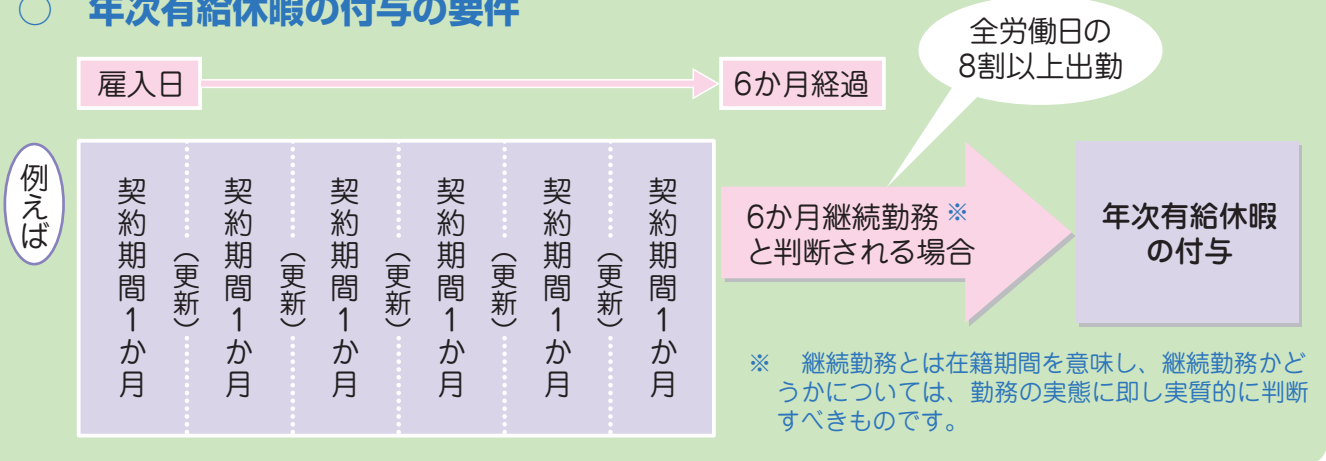 ○ 年次有給休暇の付与の要件
雇入日
6か月経過
全労働日の
8割以上出勤
例えば
契約期間1か月
(更新)
契約期間1か月
(更新)
契約期間1か月
(更新)
契約期間1か月
(更新)
契約期間1か月
(更新)
契約期間1か月
6か月継続勤務※
と判断される場合
年次有給休暇
の付与
※ 継続勤務とは在籍期間を意味し、継続勤務かど
うかについては、勤務の実態に即し実質的に判断
すべきものです。